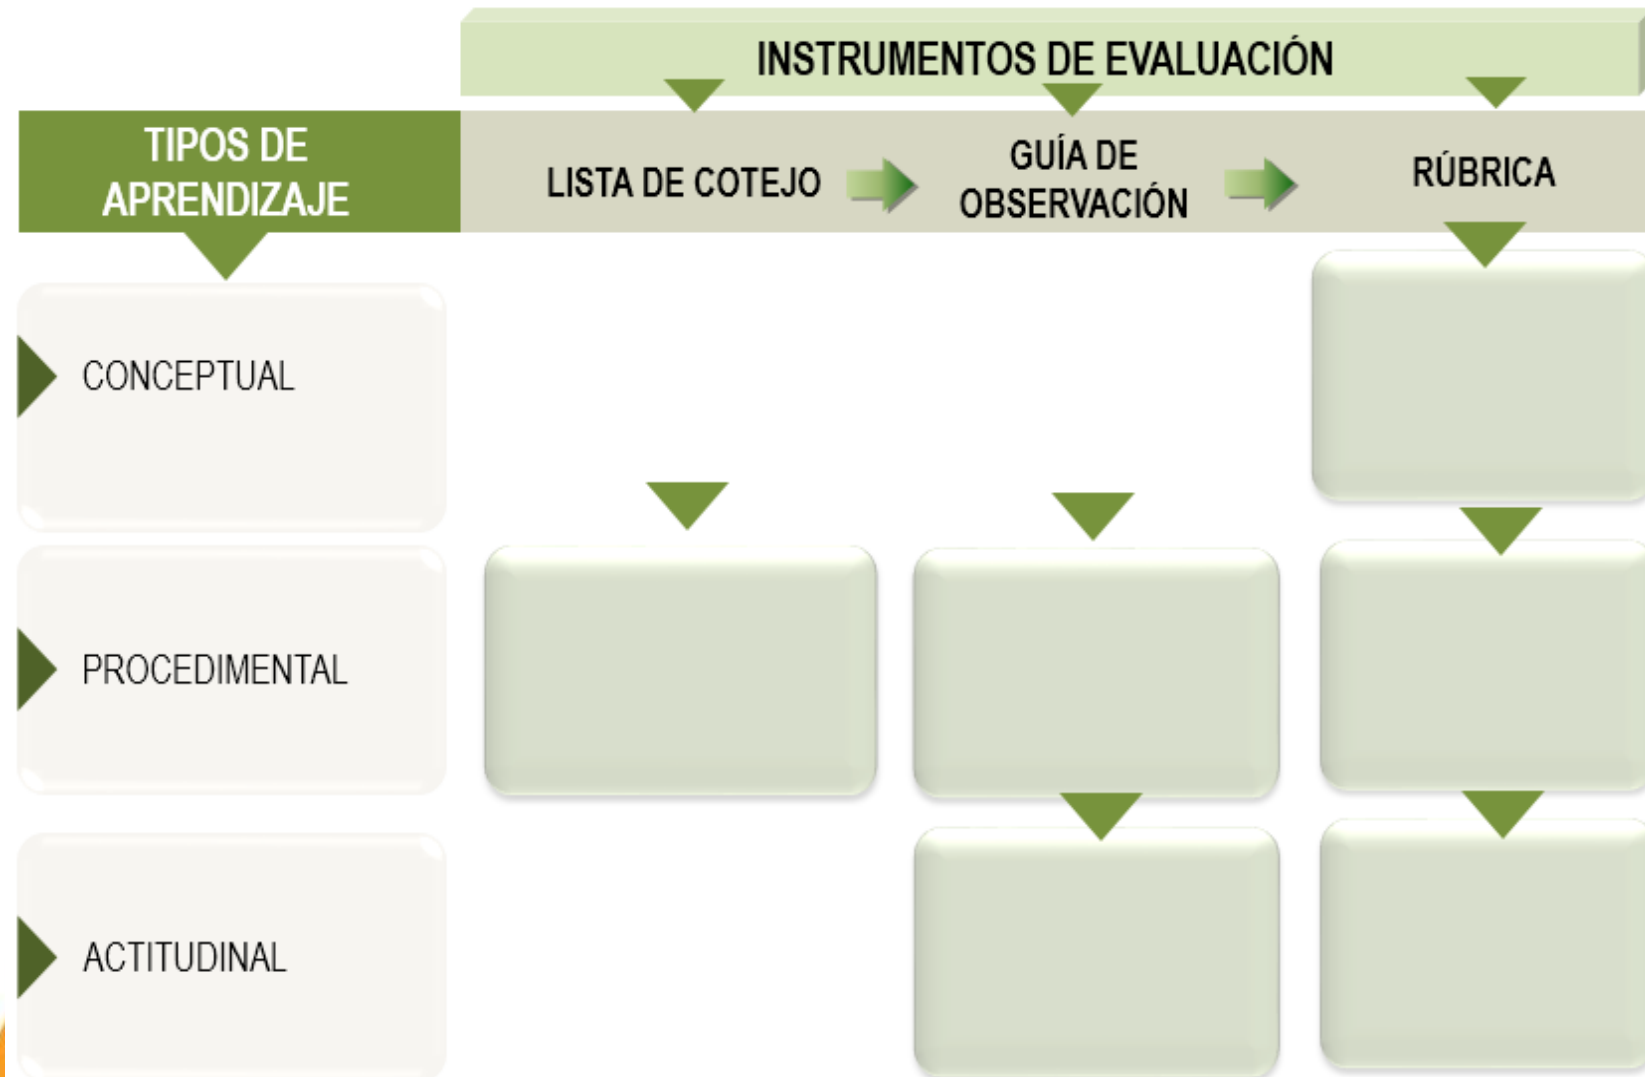 INSTRUMENTOS DE EVALUACIÓN
TIPOS DE
APRENDIZAJE
LISTA DE COTEJO
GUÍA DE
OBSERVACIÓN
RÚBRICA
CONCEPTUAL
PROCEDIMENTAL
ACTITUDINAL